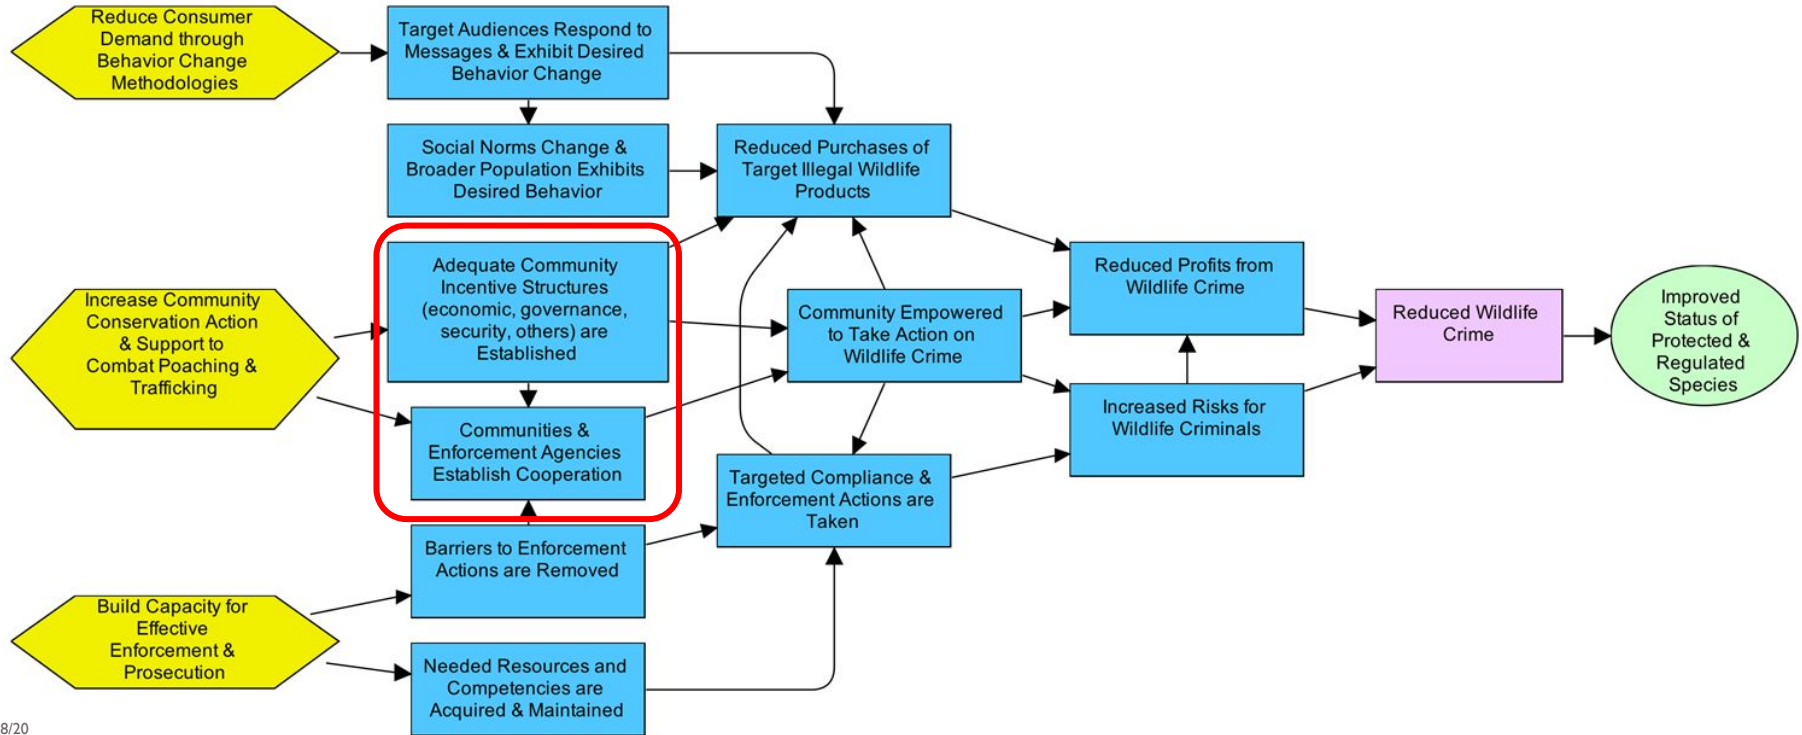 Reduce Consumer
Demand through
Behavior Change
Methodologies
Target Audiences Respond to
Messages & Exhibit Desired
Behavior Change
Social Norms Change &
Broader Population Exhibits
Desired Behavior
Reduced Purchases of
Target Illegal Wildlife
Products
Increase Community
Conservation Action
& Support to
Combat Poaching &
Trafficking
Adequate Community
Incentive Structures
(economic, governance,
security, others) are
Established
Communities &
Enforcement Agencies
Establish Cooperation
Community Empowered
to Take Action on
Wildlife Crime
Reduced Profits from
Wildlife Crime
Increased Risks for
Wildlife Criminals
Reduced Wildlife
Crime
Improved
Status of
Protected &
Regulated
Species
Targeted Compliance &
Enforcement Actions are
Taken
Barriers to Enforcement
Actions are Removed
Build Capacity for
Effective
Enforcement &
Prosecution
Needed Resources and
Competencies are
Acquired & Maintained
8/20